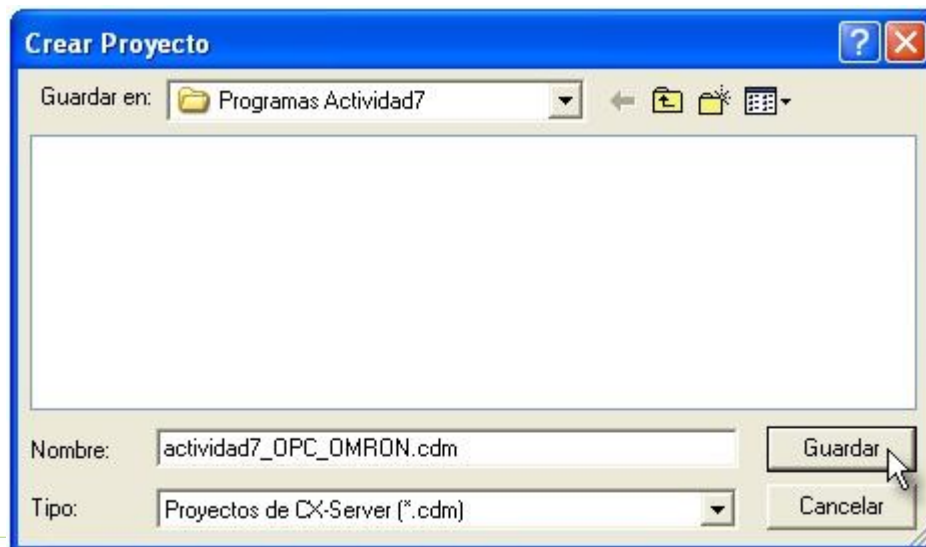 Crear Proyecto
Guardar en: Programas Actividad7
Nombre: actividad7_OPC_OMRON.cdm Guardar
Tipo: Proyectos de CX-Server (*.cdm) Cancelar